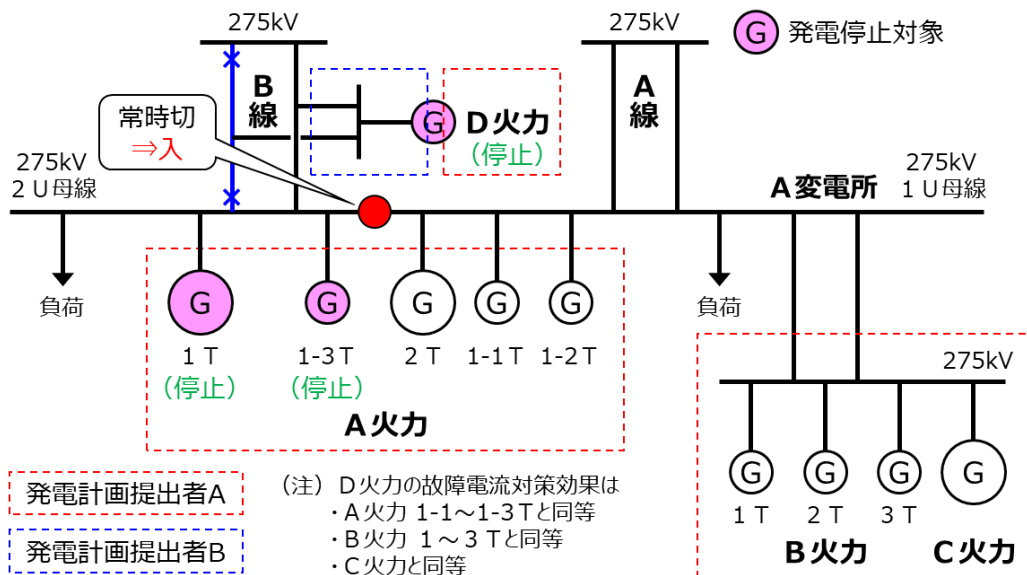 275kV
275kV
G
発電停止対象
B
線
A
線
常時切
⇒入
G
D火力
(停止)
275kV
2U母線
A変電所
275kV
1U母線
負荷
G
G
G
G
G
負荷
1T
1-3T
2T
1-1T
1-2T
(停止)
(停止)
A火力
275kV
G
G
G
G
1T
2T
3T
B火力
C火力
発電計画提出者A
発電計画提出者B
(注)D火力の故障電流対策効果は
・A火力 1-1~1-3Tと同等
・B火力 1~3Tと同等
・C火力と同等